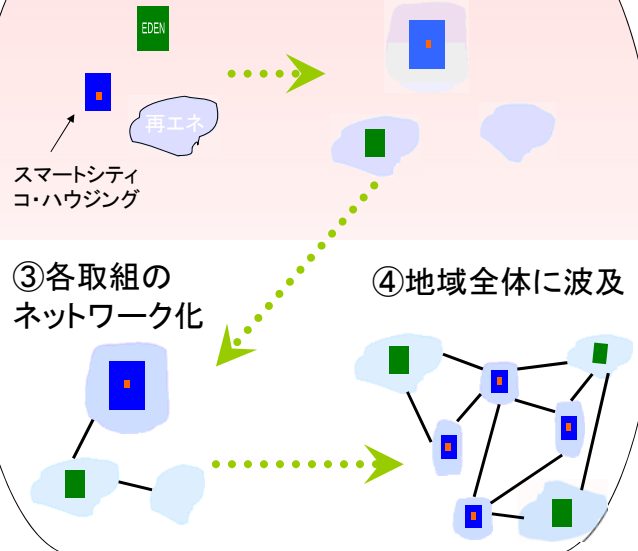 EDEN
再エネ
スマートシティ
コ・ハウジング
③各取組の
ネットワーク化
④地域全体に波及